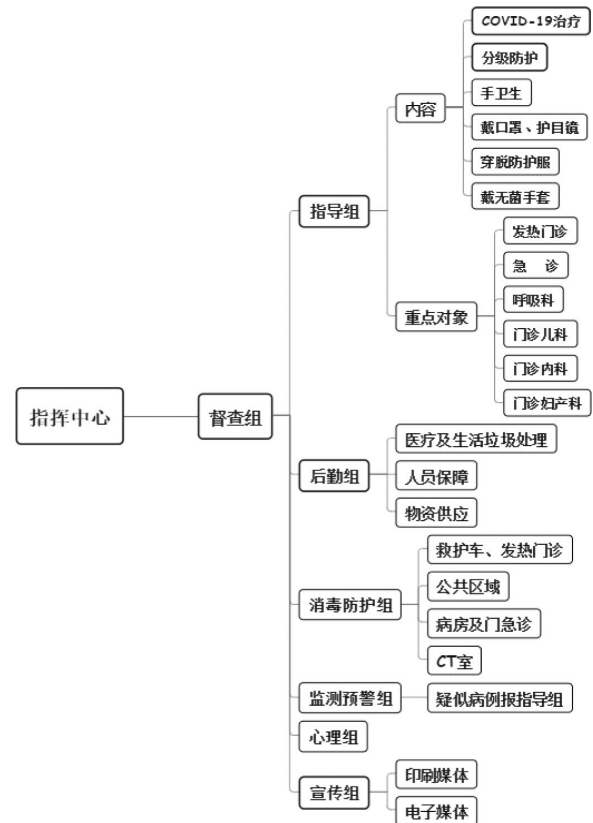 COVID-19治疗
分级防护
内容
手卫生
戴口罩、护目镜
穿脱防护服
戴无菌手套
指导组
发热门诊
急 诊
呼吸科
重点对象
门诊儿科
门诊内科
门诊妇产科
指挥中心
督查组
医疗及生活垃圾处理
后勤组
人员保障
物资供应
救护车、发热门诊
公共区域
消毒防护组
病房及门急诊
CT室
监测预警组
疑似病例报指导组
心理组
印刷媒体
宣传组
电子媒体